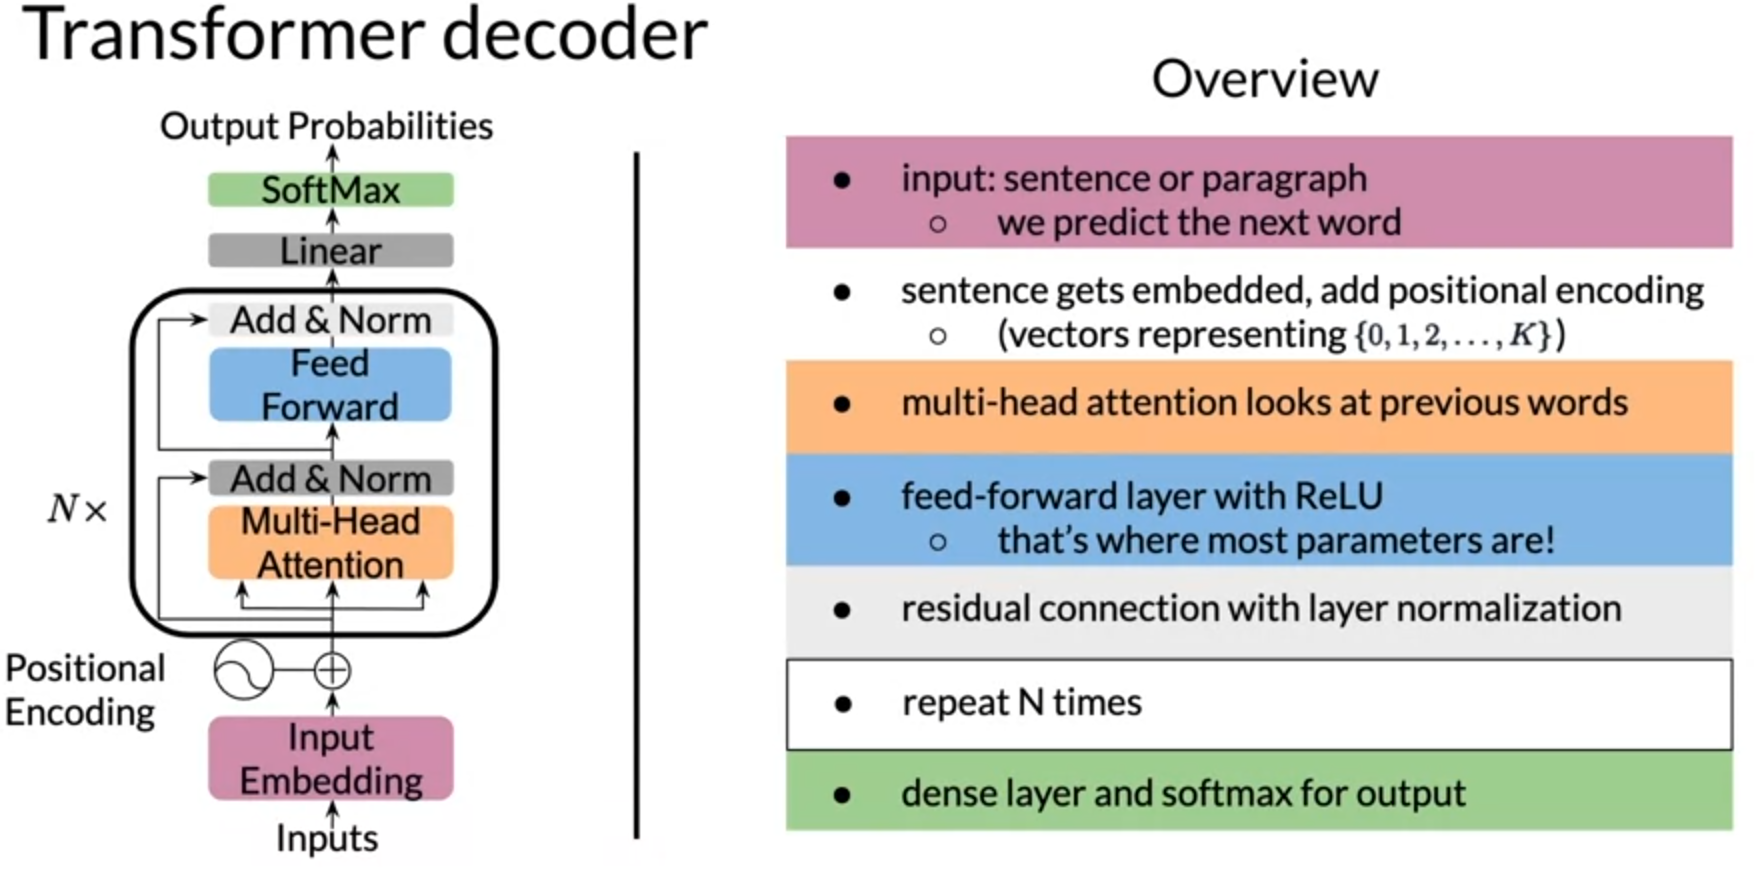 Transformer decoder
Output Probabilities
SoftMax
Linear
Add & Norm
Feed
Forward
Add & Norm
N×
Multi-Head
Attention
Positional
Encoding
Input
Embedding
Inputs
Overview
● input: sentence or paragraph
○ we predict the next word
● sentence gets embedded, add positional encoding
○ (vectors representing {0, 1, 2, . . . , K})
● multi-head attention looks at previous words
● feed-forward layer with ReLU
○ that's where most parameters are!
● residual connection with layer normalization
● repeat N times
● dense layer and softmax for output